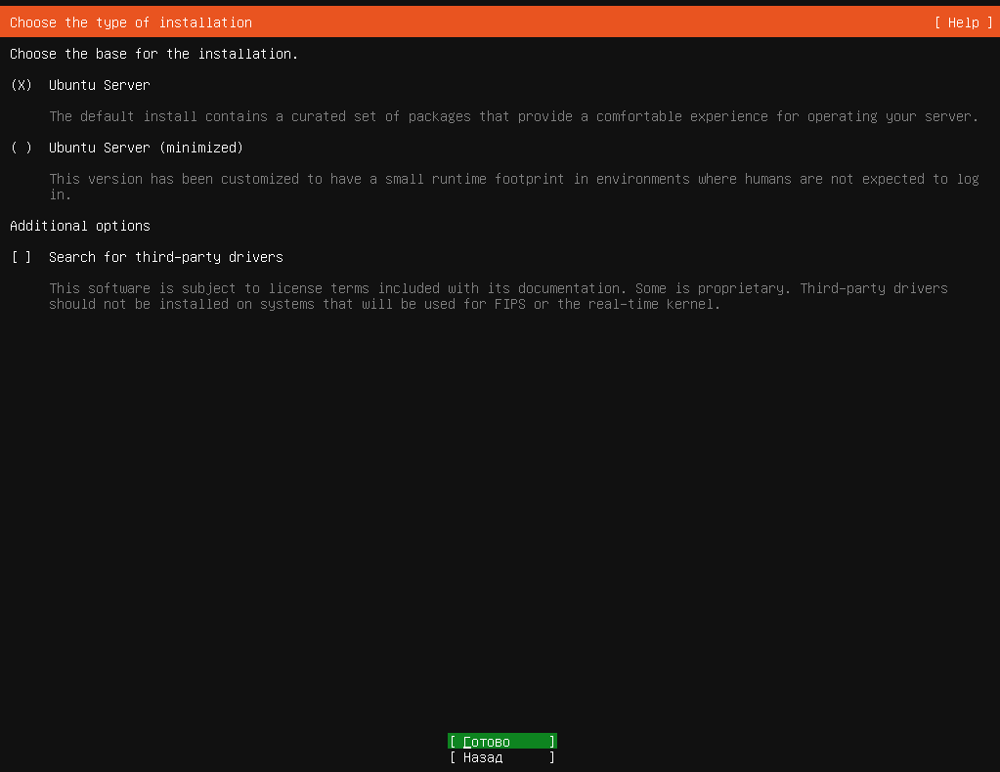 Choose the type of installation [ Help ]
Choose the base for the installation.
(X) Ubuntu Server
The default install contains a curated set of packages that provide a comfortable experience for operating your server.
( ) Ubuntu Server (minimized)
This version has been customized to have a small runtime footprint in environments where humans are not expected to log
in.
Additional options
[ ] Search for third-party drivers
This software is subject to license terms included with its documentation. Some is proprietary. Third-party drivers
should not be installed on systems that will be used for FIPS or the real-time kernel.
[ Готово ]
[ Назад ]